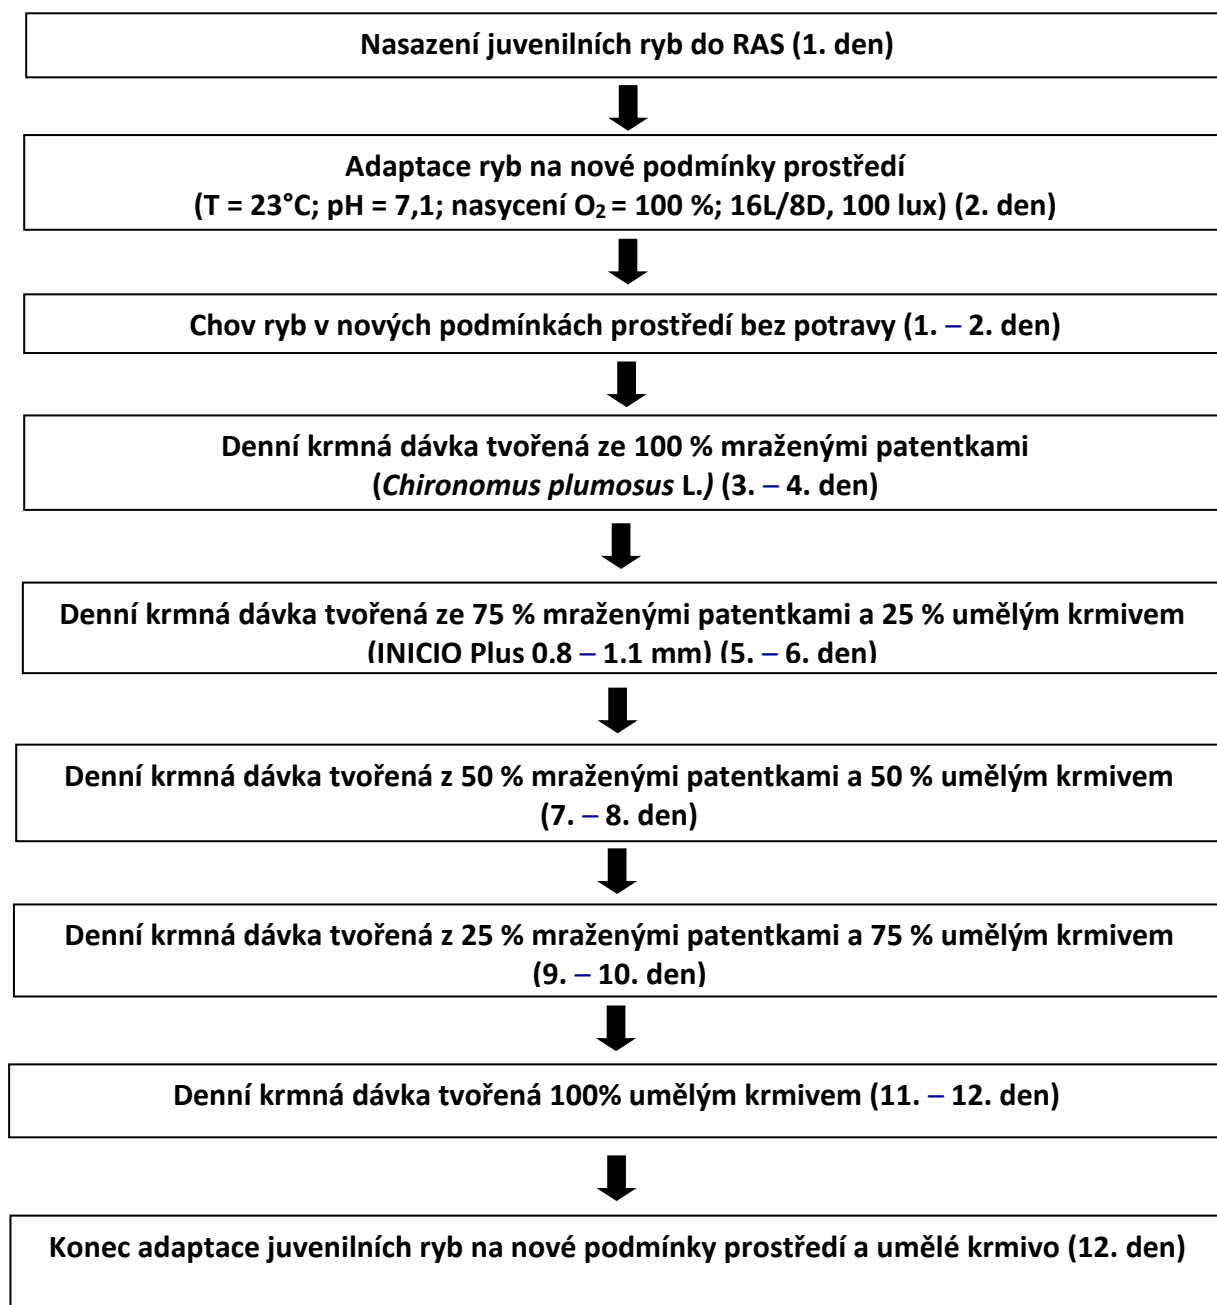 Nasazení juvenilních ryb do RAS (1. den)
Adaptace ryb na nové podmínky prostředí
(T = 23°C; pH = 7,1; nasycení O₂ = 100 %; 16L/8D, 100 lux) (2. den)
Chov ryb v nových podmínkách prostředí bez potravy (1. – 2. den)
Denní krmná dávka tvořená ze 100 % mraženými patentkami
(Chironomus plumosus L.) (3. – 4. den)
Denní krmná dávka tvořená ze 75 % mraženými patentkami a 25 % umělým krmivem
(INICIO Plus 0.8 – 1.1 mm) (5. – 6. den)
Denní krmná dávka tvořená z 50 % mraženými patentkami a 50 % umělým krmivem
(7. – 8. den)
Denní krmná dávka tvořená z 25 % mraženými patentkami a 75 % umělým krmivem
(9. – 10. den)
Denní krmná dávka tvořená 100% umělým krmivem (11. – 12. den)
Konec adaptace juvenilních ryb na nové podmínky prostředí a umělé krmivo (12. den)